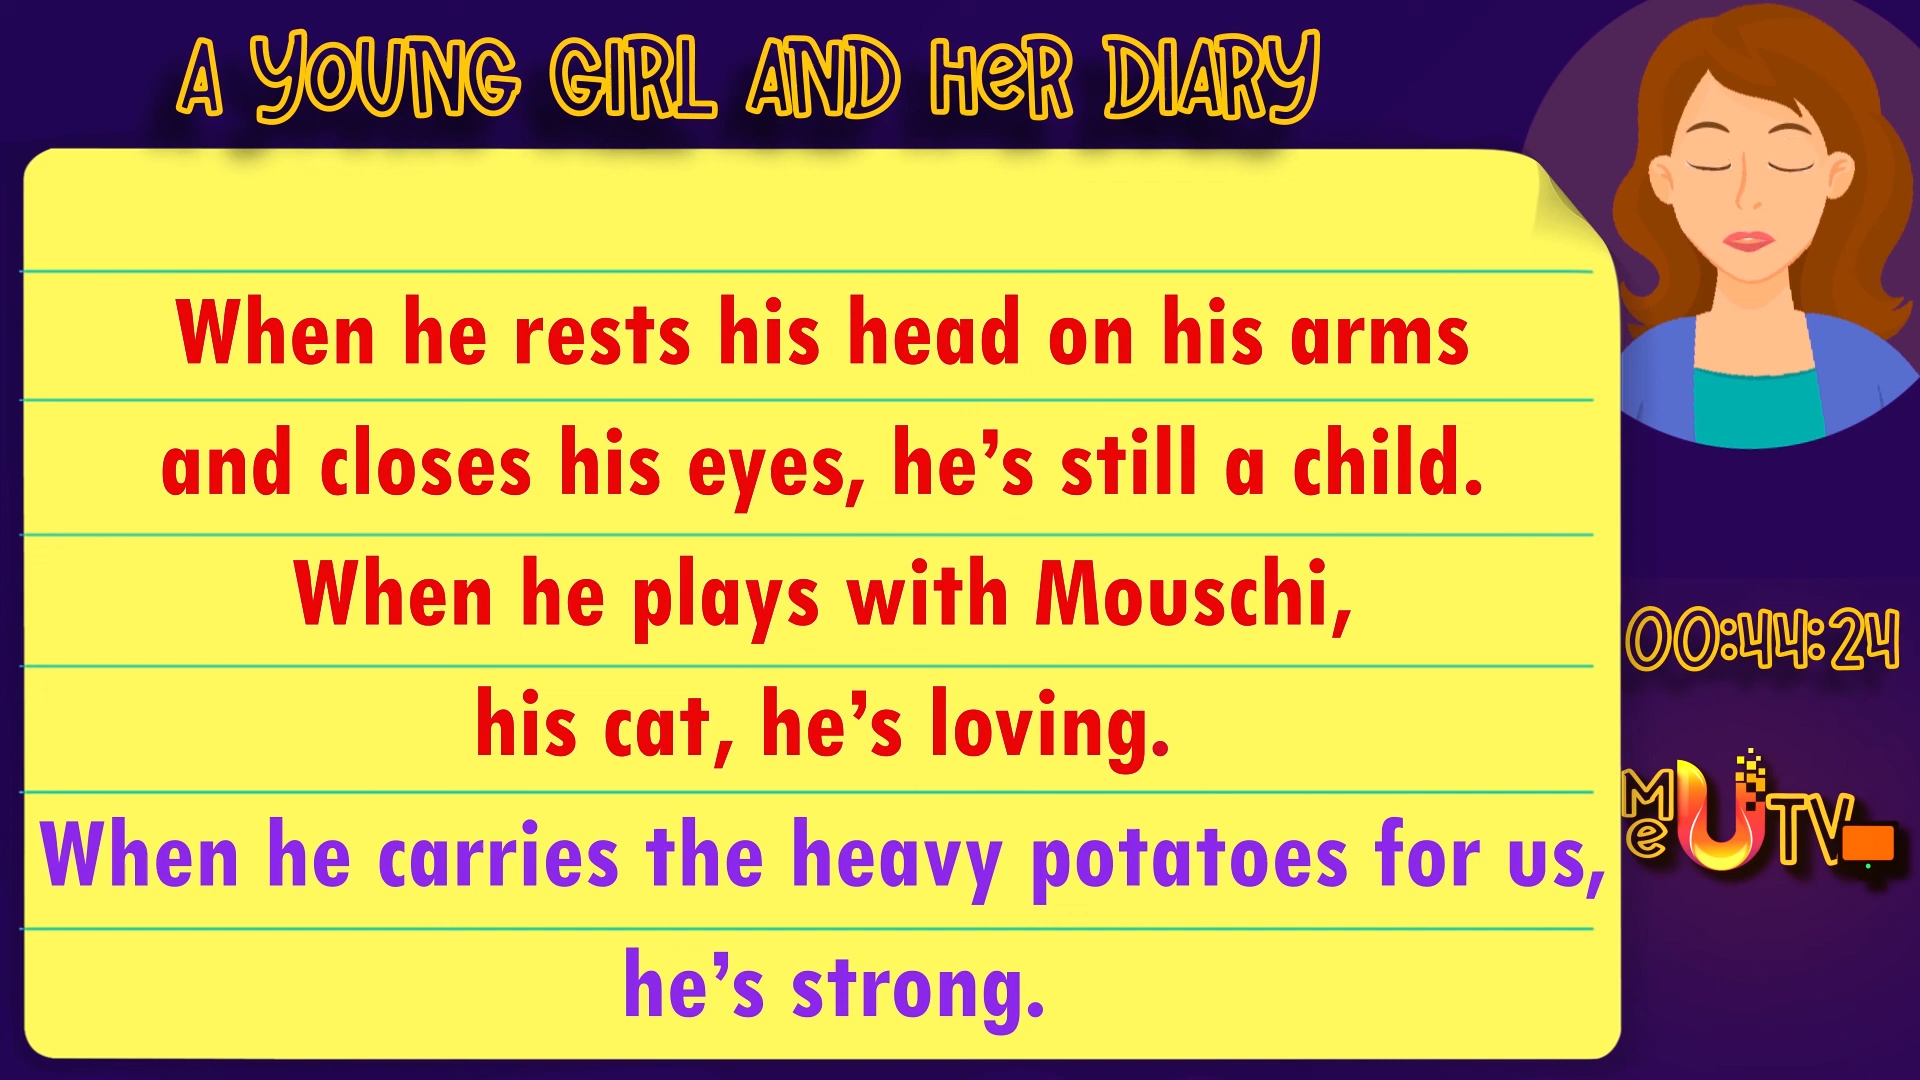 A YOUNG GIRL AND HeR DIARY
When he rests his head on his arms
and closes his eyes, he’s still a child.
When he plays with Mouschi,
his cat, he’s loving.
When he carries the heavy potatoes for us,
he’s strong.
00:44:24
Me U TV